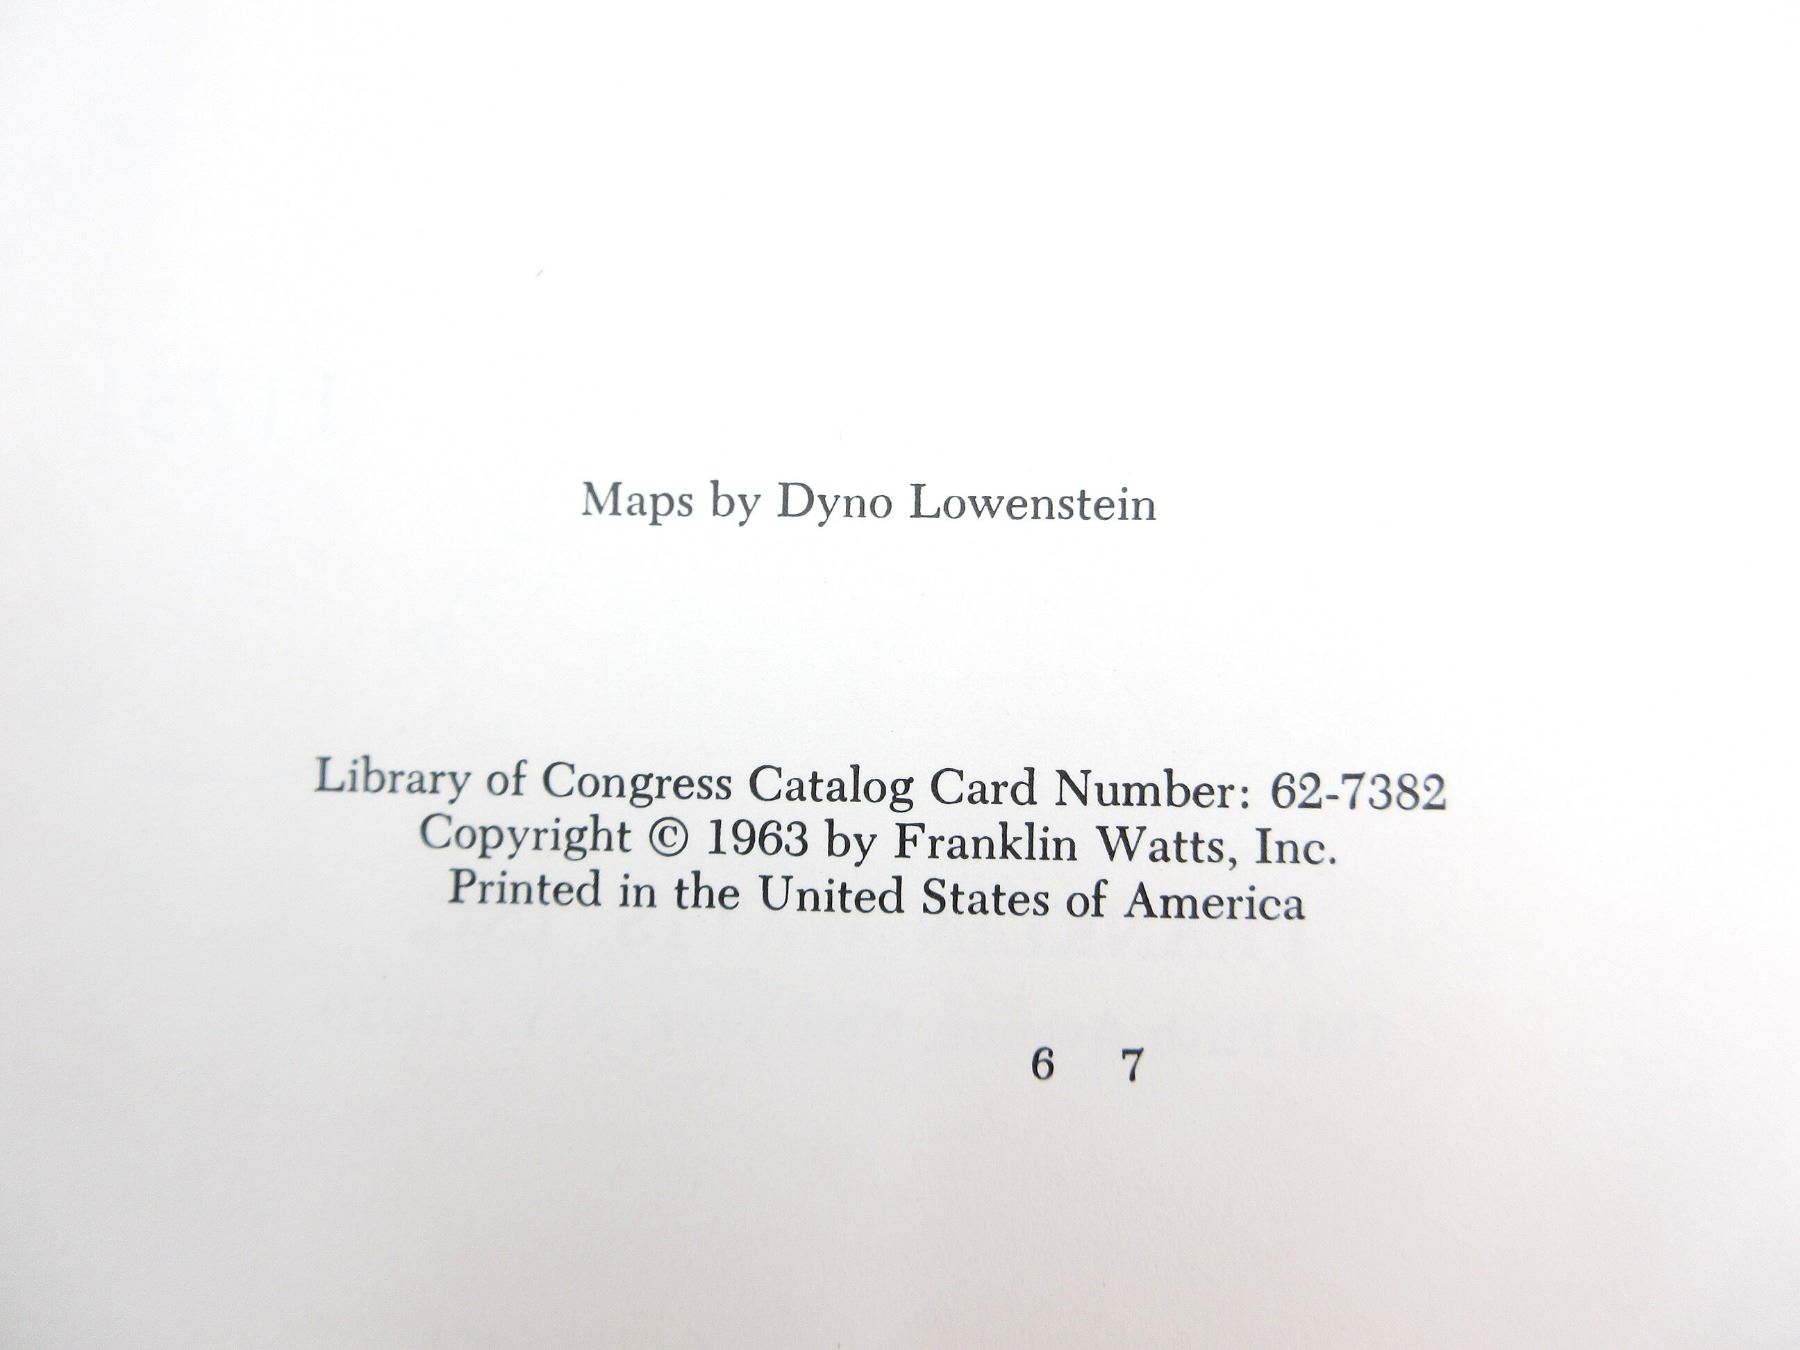 Maps by Dyno Lowenstein
Library of Congress Catalog Card Number: 62-7382
Copyright © 1963 by Franklin Watts, Inc.
Printed in the United States of America
6 7